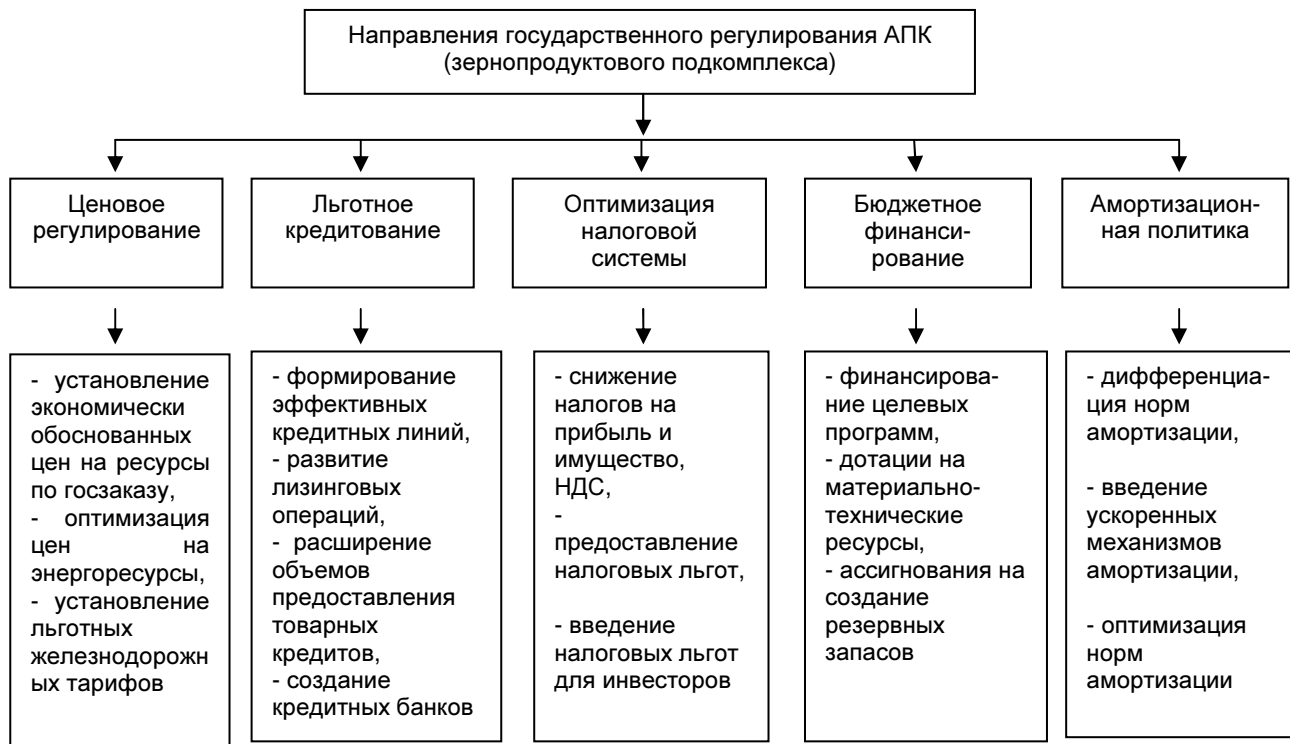 Направления государственного регулирования АПК
(зернопродуктового подкомплекса)
Ценовое
регулирование
Льготное
кредитование
Оптимизация
налоговой
системы
Бюджетное
финанси-
рование
Амортизацион-
ная политика
- установление
экономически
обоснованных
цен на ресурсы
по госзаказу,
- оптимизация
цен на
энергоресурсы,
- установление
льготных
железнодорожн
ых тарифов
- формирование
эффективных
кредитных линий,
- развитие
лизинговых
операций,
- расширение
объемов
предоставления
товарных
кредитов,
- создание
кредитных банков
- снижение
налогов на
прибыль и
имущество,
НДС,
-
предоставление
налоговых льгот,
- введение
налоговых льгот
для инвесторов
- финансирова-
ние целевых
программ,
- дотации на
материально-
технические
ресурсы,
- ассигнования на
создание
резервных
запасов
- дифференциа-
ция норм
амортизации,
- введение
ускоренных
механизмов
амортизации,
- оптимизация
норм
амортизации